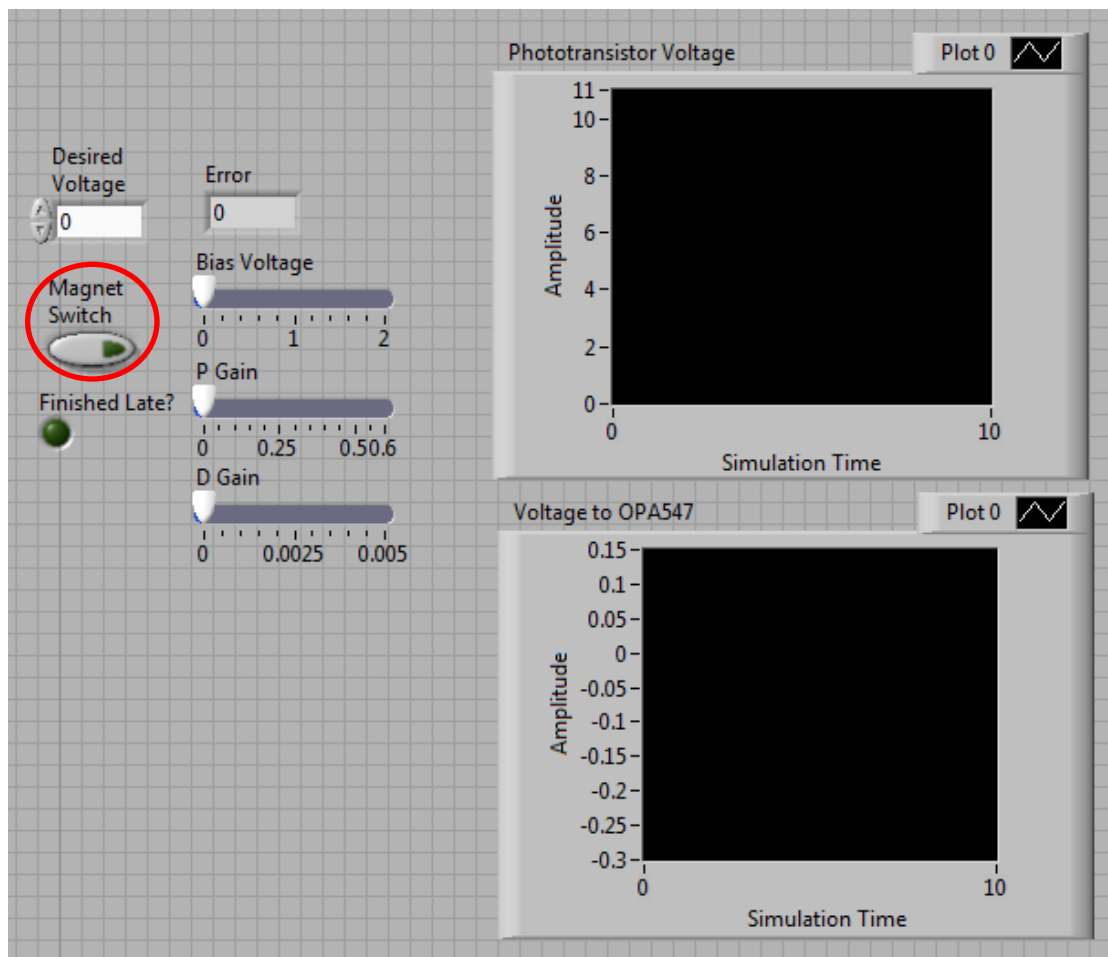 Desired
Voltage
0
Error
0
Magnet
Switch
Finished Late?
Bias Voltage
0 1 2
P Gain
0 0.25 0.50.6
D Gain
0 0.0025 0.005
Phototransistor Voltage
Plot 0
11
10
8
6
4
2
0
Amplitude
0 10
Simulation Time
Voltage to OPA547
Plot 0
0.15
0.1
0.05
0
-0.05
-0.1
-0.15
-0.2
-0.25
-0.3
Amplitude
0 10
Simulation Time